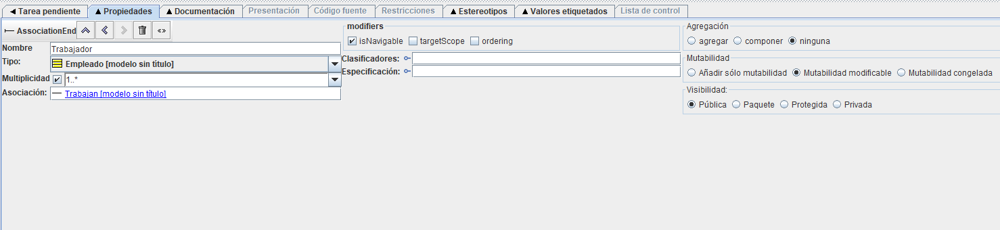 Tarea pendiente Propiedades Documentación Presentación Código fuente Restricciones Estereotipos Valores etiquetados Lista de control
AssociationEnd
Nombre Trabajador
Tipo: Empleado [modelo sin título]
Multiplicidad 1..*
Asociación: Trabajan [modelo sin título]
modifiers
isNavigable targetScope ordering
Clasificadores:
Especificación:
Agregación
agregar componer ninguna
Mutabilidad
Añadir sólo mutabilidad Mutabilidad modificable Mutabilidad congelada
Visibilidad:
Pública Paquete Protegida Privada